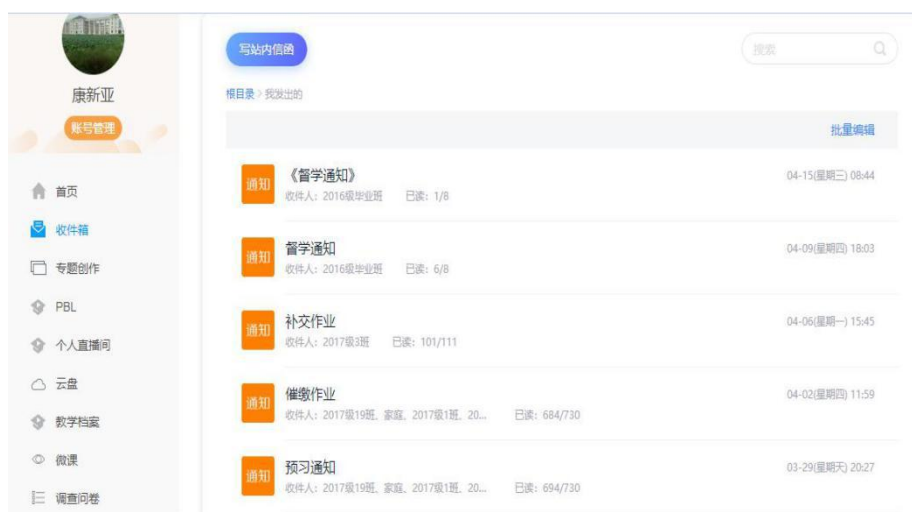 康新亚
账号管理
首页
收件箱
专题创作
PBL
个人直播间
云盘
教学档案
微课
调查问卷
写站内信函
搜索
根目录 > 我发出的
批量编辑
通知 《督学通知》 04-15(星期三) 08:44
收件人: 2016级毕业班 已读: 1/8
通知 督学通知 04-09(星期四) 18:03
收件人: 2016级毕业班 已读: 6/8
通知 补交作业 04-06(星期一) 15:45
收件人: 2017级3班 已读: 101/111
通知 催缴作业 04-02(星期四) 11:59
收件人: 2017级19班、家庭、2017级1班、20... 已读: 684/730
通知 预习通知 03-29(星期天) 20:27
收件人: 2017级19班、家庭、2017级1班、20... 已读: 694/730